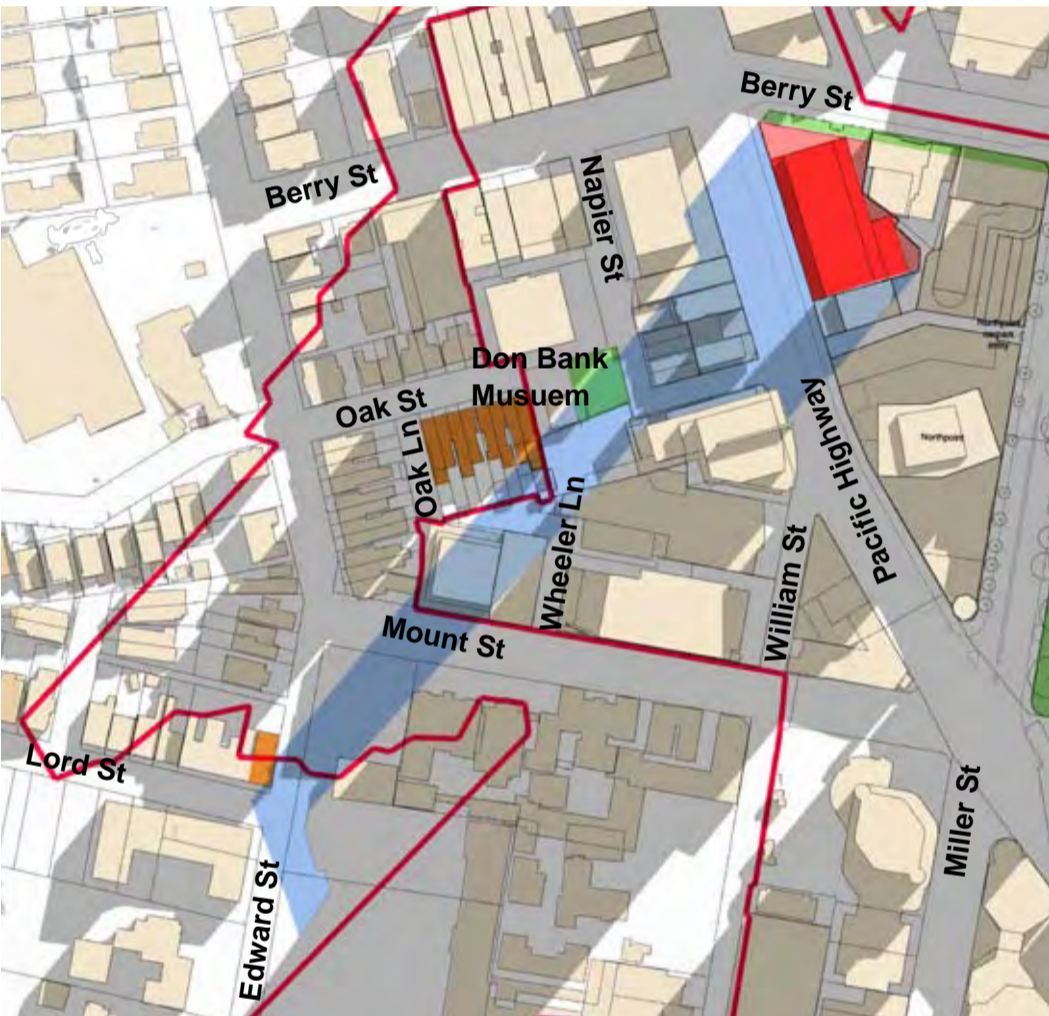 Berry St
Berry St
Napier St
Don Bank
Musuem
Oak St
Oak Ln
Pacific Highway
Northpoint
Wheeler Ln
William St
Mount St
Lord St
Edward St
Miller St